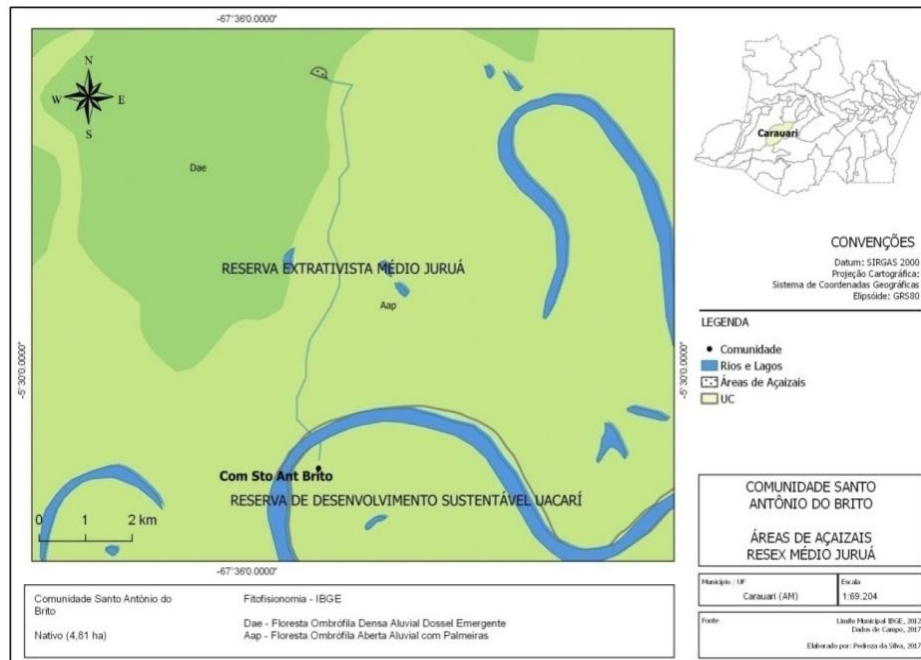 -67°36'0.0000"
N
W E
S
Dae
RESERVA EXTRATIVISTA MÉDIO JURUÁ
Aap
-5°30'0.0000"
-5°30'0.0000"
Com Sto Ant Brito
RESERVA DE DESENVOLVIMENTO SUSTENTÁVEL UACARÍ
0 1 2 km
-67°36'0.0000"
Carauari
CONVENÇÕES
Datum: SIRGAS 2000
Projeção Cartográfica:
Sistema de Coordenadas Geográficas
Elipsóide: GRS80
LEGENDA
Comunidade
Rios e Lagos
Áreas de Açaizais
UC
COMUNIDADE SANTO
ANTÔNIO DO BRITO
ÁREAS DE AÇAIZAIS
RESEX MÉDIO JURUÁ
Município / UF
Carauari (AM)
Escala
1:69.204
Fonte
Limite Municipal IBGE, 2012
Dados de Campo, 2017
Elaborado por: Pedroza da Silva, 2017
Comunidade Santo Antônio do
Brito
Nativo (4,81 ha)
Fitofisionomia - IBGE
Dae - Floresta Ombrófila Densa Aluvial Dossel Emergente
Aap - Floresta Ombrófila Aberta Aluvial com Palmeiras